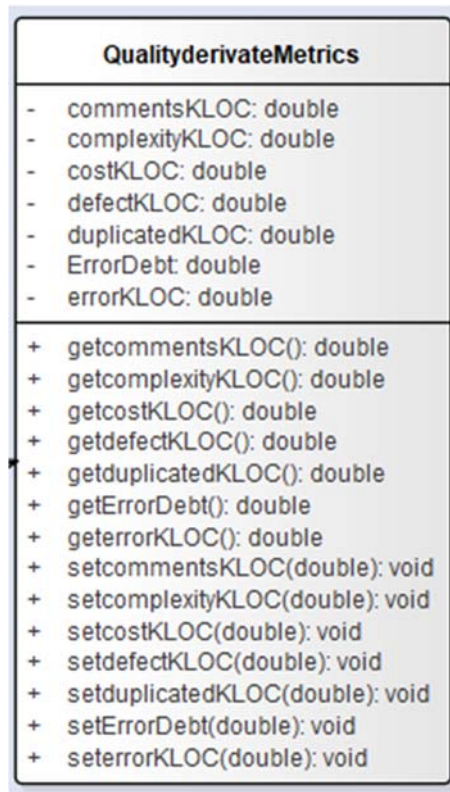 QualityderivateMetrics
- commentsKLOC: double
- complexityKLOC: double
- costKLOC: double
- defectKLOC: double
- duplicatedKLOC: double
- ErrorDebt: double
- errorKLOC: double
+ getcommentsKLOC(): double
+ getcomplexityKLOC(): double
+ getcostKLOC(): double
+ getdefectKLOC(): double
+ getduplicatedKLOC(): double
+ getErrorDebt(): double
+ geterrorKLOC(): double
+ setcommentsKLOC(double): void
+ setcomplexityKLOC(double): void
+ setcostKLOC(double): void
+ setdefectKLOC(double): void
+ setduplicatedKLOC(double): void
+ setErrorDebt(double): void
+ seterrorKLOC(double): void